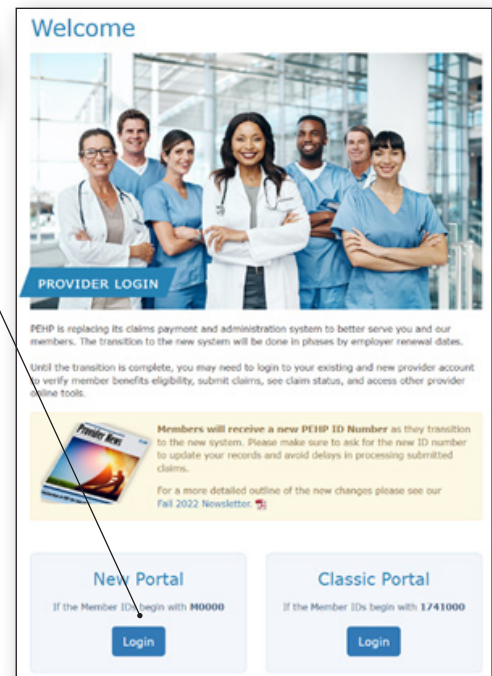 Welcome
PROVIDER LOGIN
PEHP is replacing its claims payment and administration system to better serve you and our
members. The transition to the new system will be done in phases by employer renewal dates.
Until the transition is complete, you may need to login to your existing and new provider account
to verify member benefits eligibility, submit claims, see claim status, and access other provider
online tools.
Provider News
Members will receive a new PEHP ID Number as they transition
to the new system. Please make sure to ask for the new ID number
to update your records and avoid delays in processing submitted
claims.
For a more detailed outline of the new changes please see our
Fall 2022 Newsletter.
New Portal
If the Member IDs begin with M0000
Login
Classic Portal
If the Member IDs begin with 1741000
Login